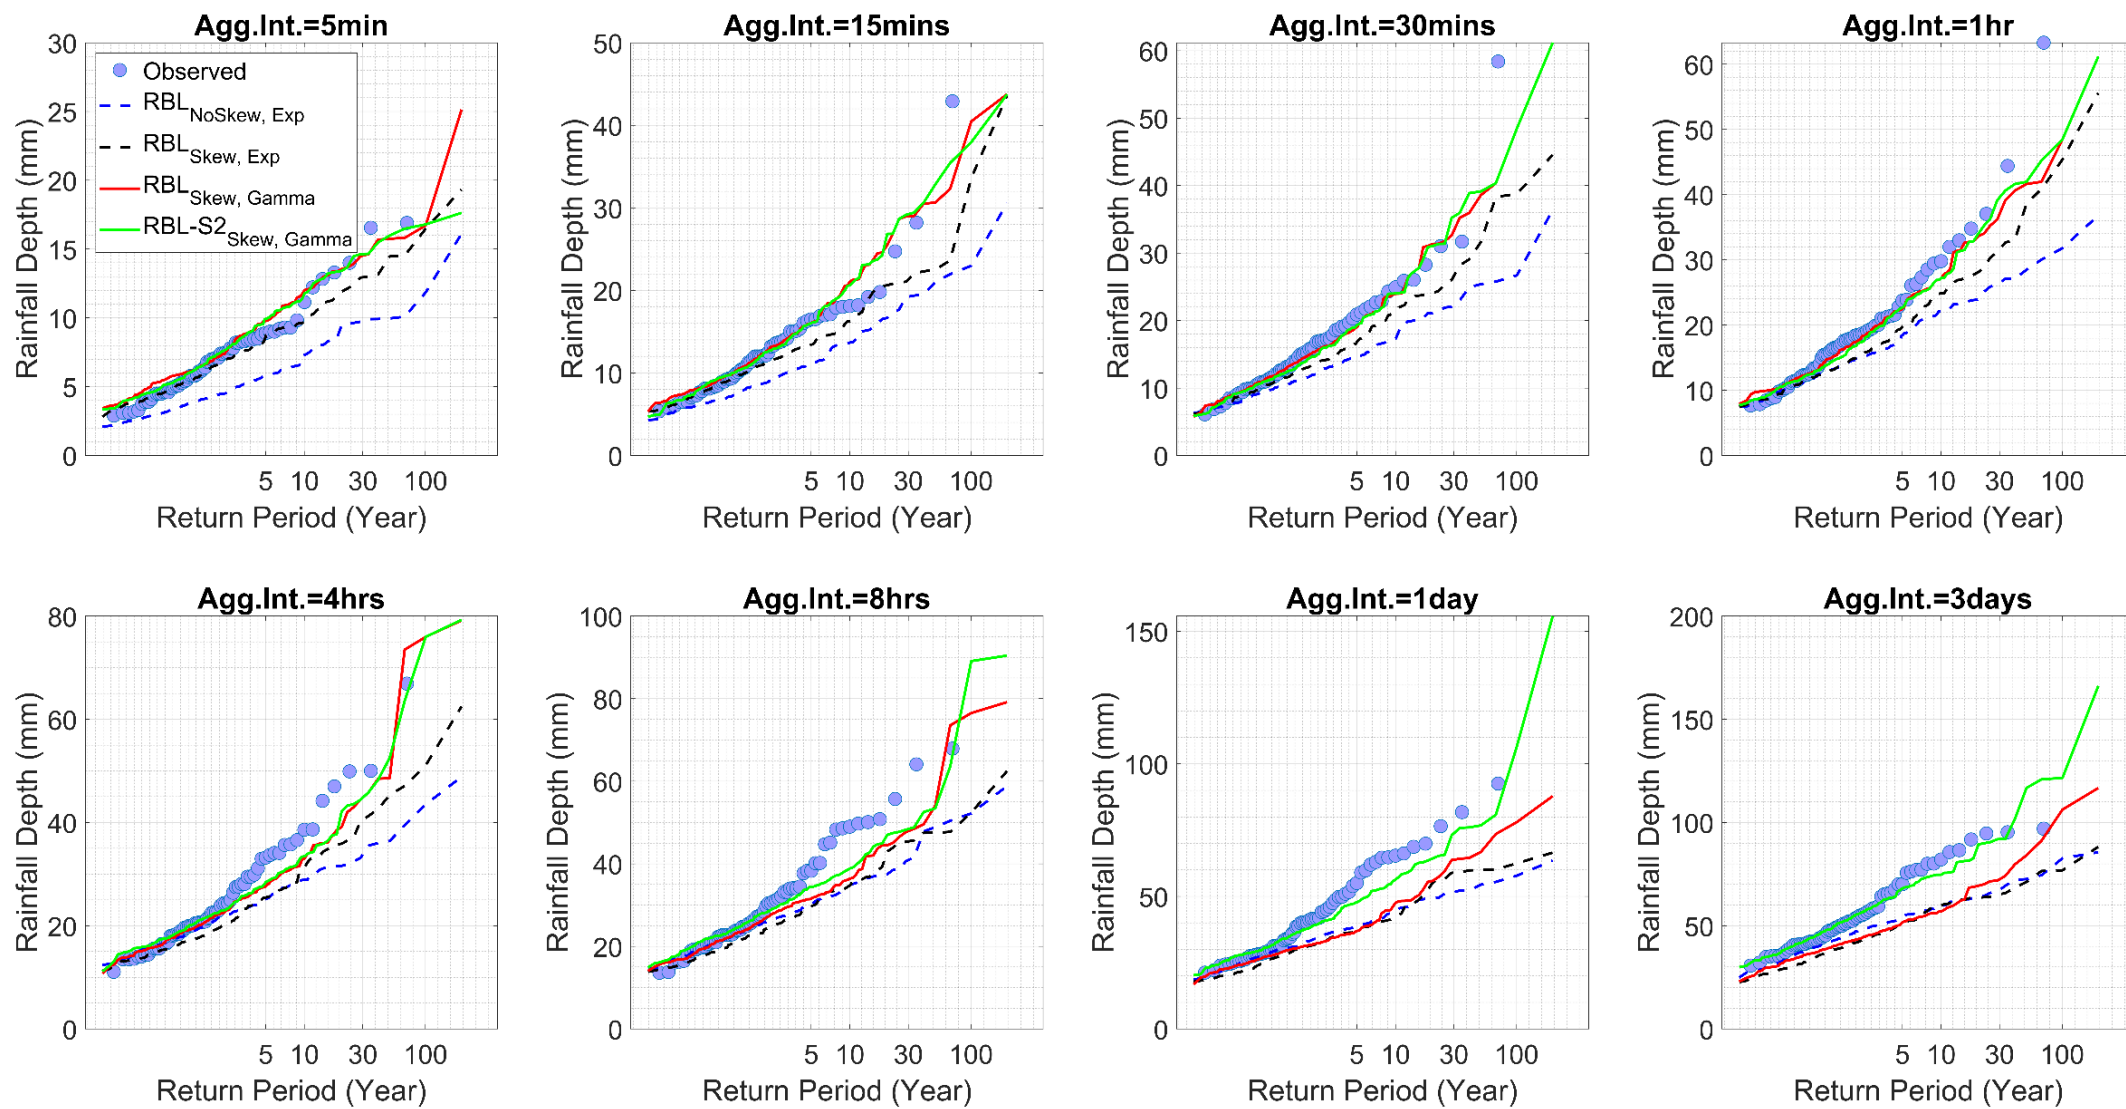 Agg.Int.=5min
Rainfall Depth (mm)
30
25
20
15
10
5
0
Observed
RBL NoSkew, Exp
RBL Skew, Exp
RBL Skew, Gamma
RBL-S2 Skew, Gamma
5 10 30 100
Return Period (Year)
Agg.Int.=15mins
Rainfall Depth (mm)
50
40
30
20
10
0
5 10 30 100
Return Period (Year)
Agg.Int.=30mins
Rainfall Depth (mm)
60
50
40
30
20
10
0
5 10 30 100
Return Period (Year)
Agg.Int.=1hr
Rainfall Depth (mm)
60
50
40
30
20
10
0
5 10 30 100
Return Period (Year)
Agg.Int.=4hrs
Rainfall Depth (mm)
80
60
40
20
0
5 10 30 100
Return Period (Year)
Agg.Int.=8hrs
Rainfall Depth (mm)
100
80
60
40
20
0
5 10 30 100
Return Period (Year)
Agg.Int.=1day
Rainfall Depth (mm)
150
100
50
0
5 10 30 100
Return Period (Year)
Agg.Int.=3days
Rainfall Depth (mm)
200
150
100
50
0
5 10 30 100
Return Period (Year)